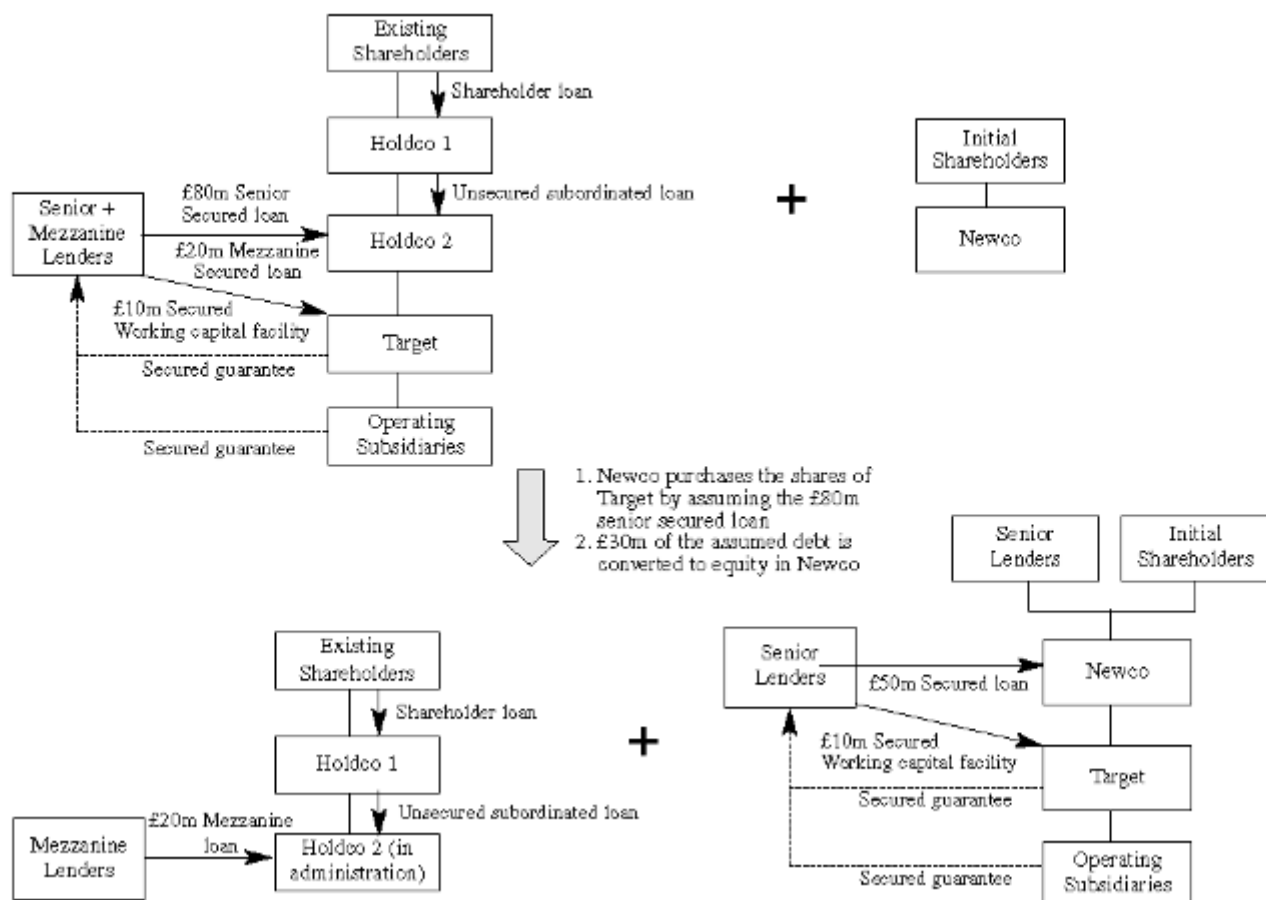 Existing
Shareholders
Shareholder loan
Holdco 1
Unsecured subordinated loan
Initial
Shareholders
Newco
+
£80m Senior
Secured loan
Senior +
Mezzanine
Lenders
Holdco 2
£20m Mezzanine
Secured loan
£10m Secured
Working capital facility
Target
Secured guarantee
Operating
Subsidiaries
Secured guarantee
1. Newco purchases the shares of
Target by assuming the £80m
senior secured loan
2. £30m of the assumed debt is
converted to equity in Newco
Existing
Shareholders
Shareholder loan
Holdco 1
Unsecured subordinated loan
£20m Mezzanine
loan
Mezzanine
Lenders
Holdco 2 (in
administration)
+
Senior
Lenders
Initial
Shareholders
Senior
Lenders
£50m Secured loan
Newco
£10m Secured
Working capital facility
Target
Secured guarantee
Operating
Subsidiaries
Secured guarantee